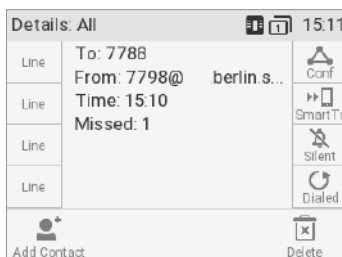 Details: All 1 15:11
Line
Line
Line
Line
To: 7788
From: 7798@ .berlin.s...
Time: 15:10
Missed: 1
Conf
SmartTr
Silent
Dialed
Add Contact
Delete